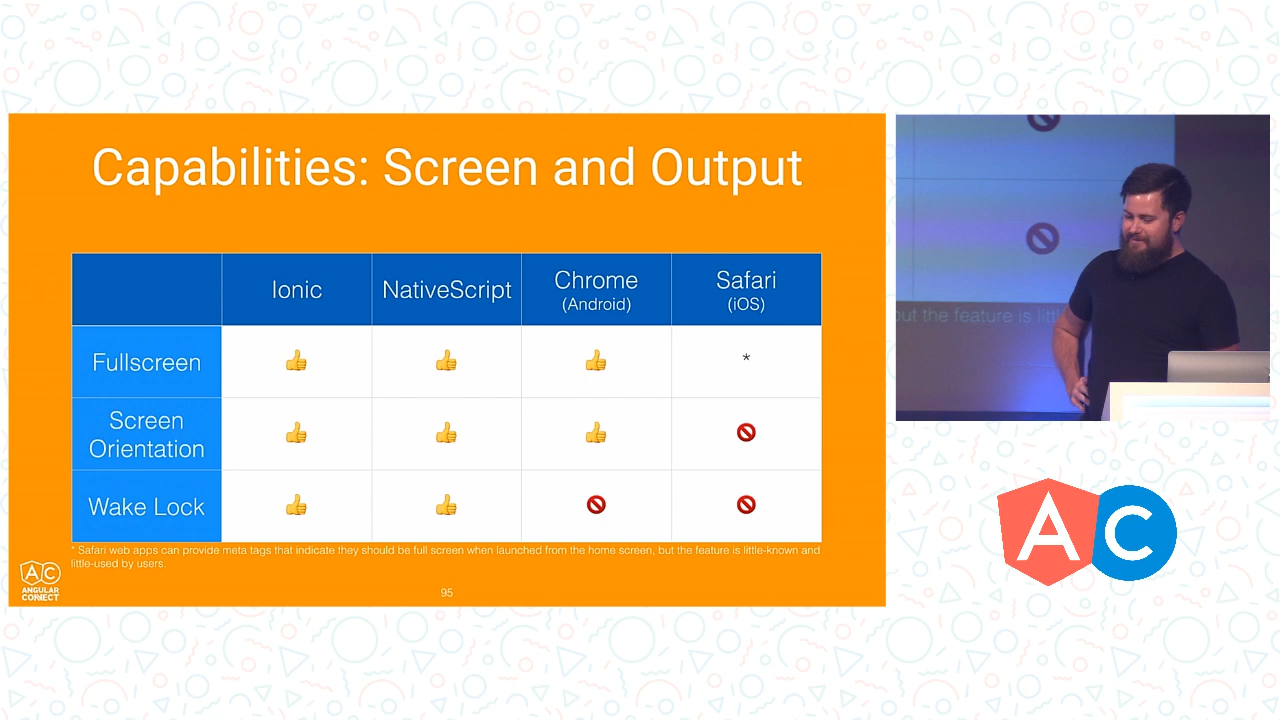 Capabilities: Screen and Output
Ionic
NativeScript
Chrome
(Android)
Safari
(iOS)
Fullscreen
*
Screen
Orientation
Wake Lock
* Safari web apps can provide meta tags that indicate they should be full screen when launched from the home screen, but the feature is little-known and
little-used by users.
AC
ANGULAR
CONNECT
95
but the feature is littl
AC